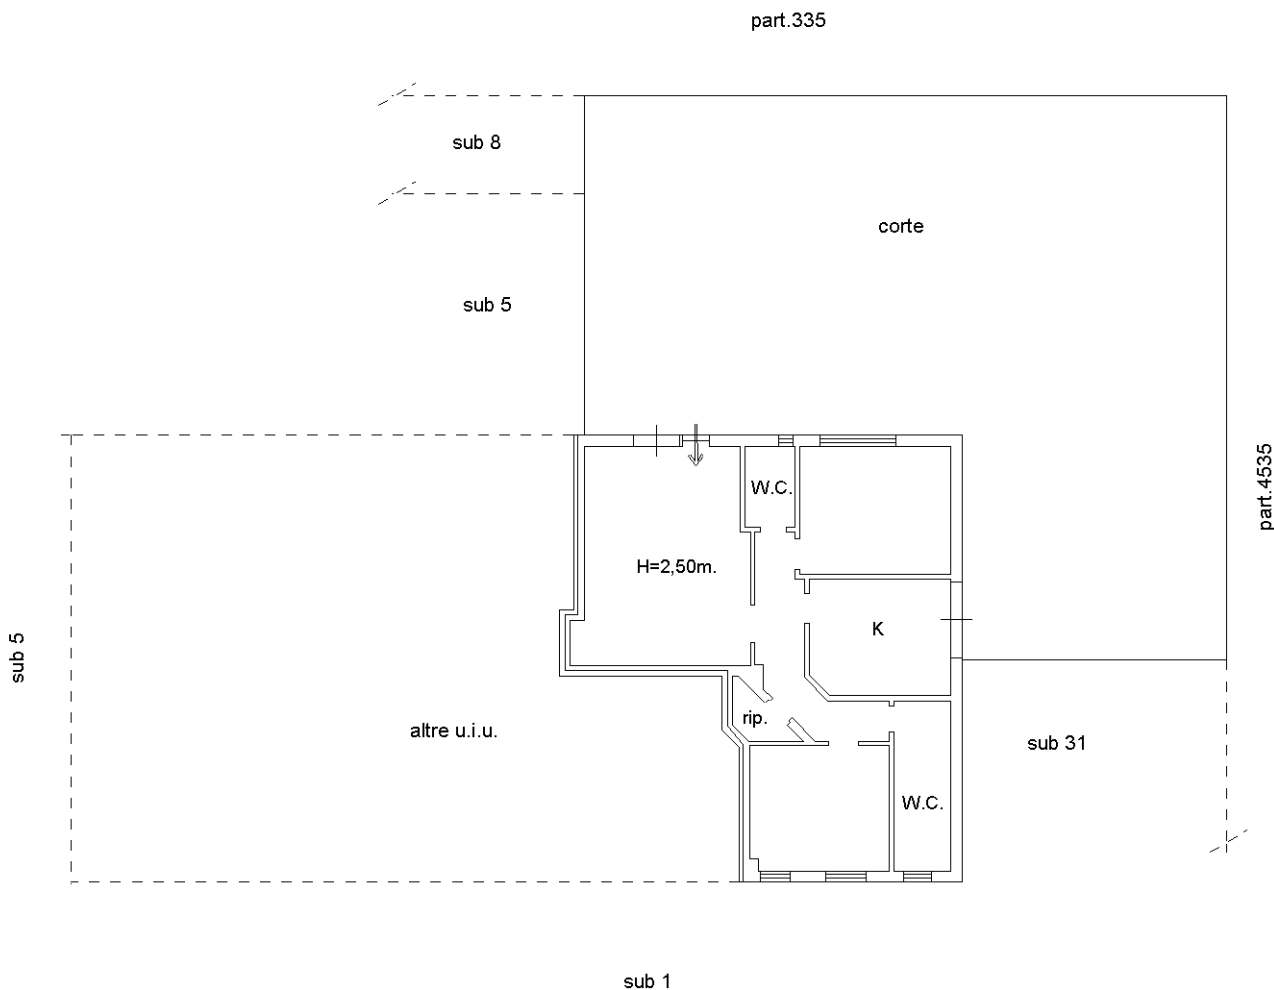 part.335
sub 8
corte
sub 5
part.4535
W.C.
H=2,50m.
K
sub 5
rip.
altre u.i.u.
sub 31
W.C.
sub 1